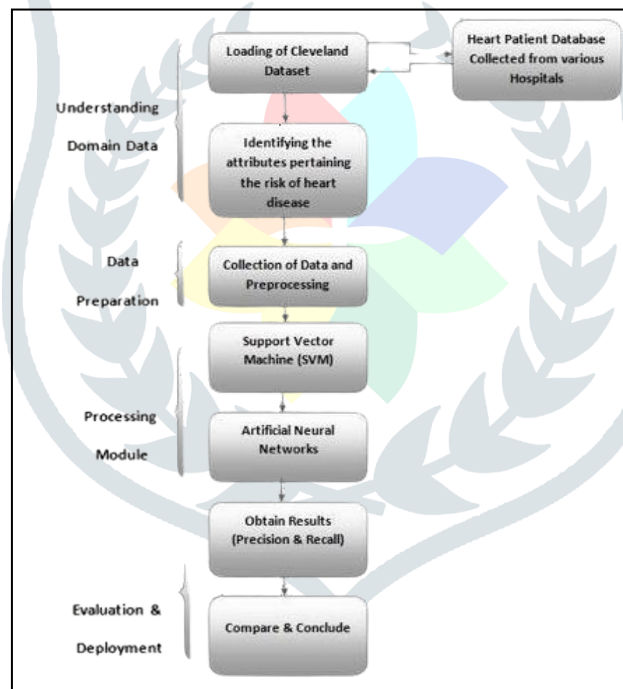 Loading of Cleveland
Dataset
Heart Patient Database
Collected from various
Hospitals
Understanding
Domain Data
Identifying the
attributes pertaining
the risk of heart
disease
Data
Preparation
Collection of Data and
Preprocessing
Support Vector
Machine (SVM)
Processing
Module
Artificial Neural
Networks
Obtain Results
(Precision & Recall)
Evaluation &
Deployment
Compare & Conclude